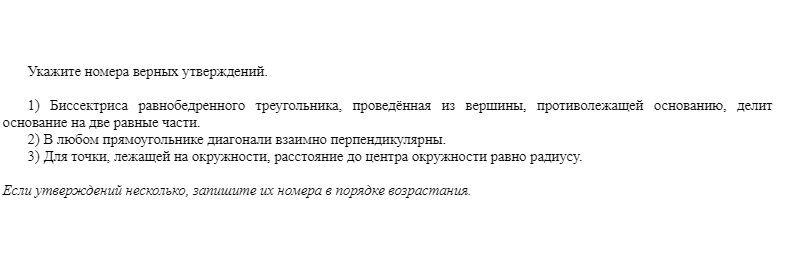 Укажите номера верных утверждений.
1) Биссектриса равнобедренного треугольника, проведённая из вершины, противолежащей основанию, делит
основание на две равные части.
2) В любом прямоугольнике диагонали взаимно перпендикулярны.
3) Для точки, лежащей на окружности, расстояние до центра окружности равно радиусу.
Если утверждений несколько, запишите их номера в порядке возрастания.